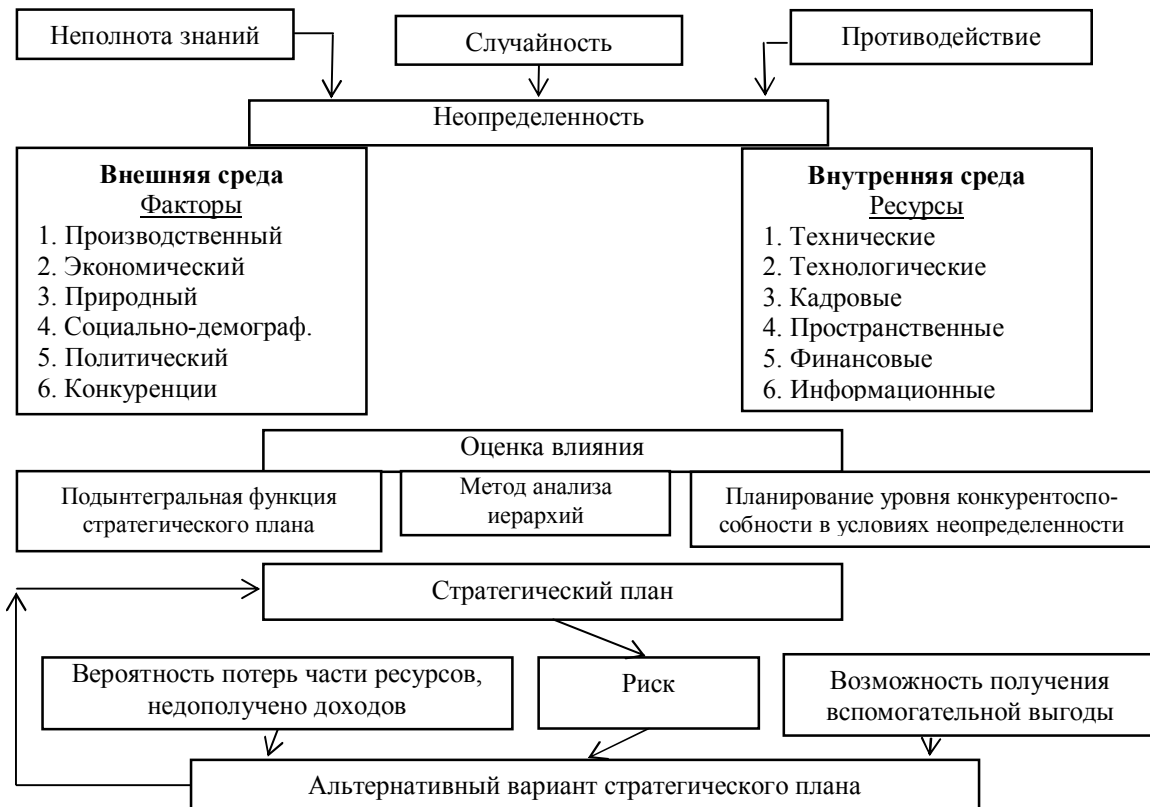 Неполнота знаний
Случайность
Противодействие
Неопределенность
Внешняя среда
Факторы
1. Производственный
2. Экономический
3. Природный
4. Социально-демограф.
5. Политический
6. Конкуренции
Внутренняя среда
Ресурсы
1. Технические
2. Технологические
3. Кадровые
4. Пространственные
5. Финансовые
6. Информационные
Оценка влияния
Подынтегральная функция
стратегического плана
Метод анализа
иерархий
Планирование уровня конкурентоспо-
собности в условиях неопределенности
Стратегический план
Вероятность потерь части ресурсов,
недополучено доходов
Риск
Возможность получения
вспомогательной выгоды
Альтернативный вариант стратегического плана